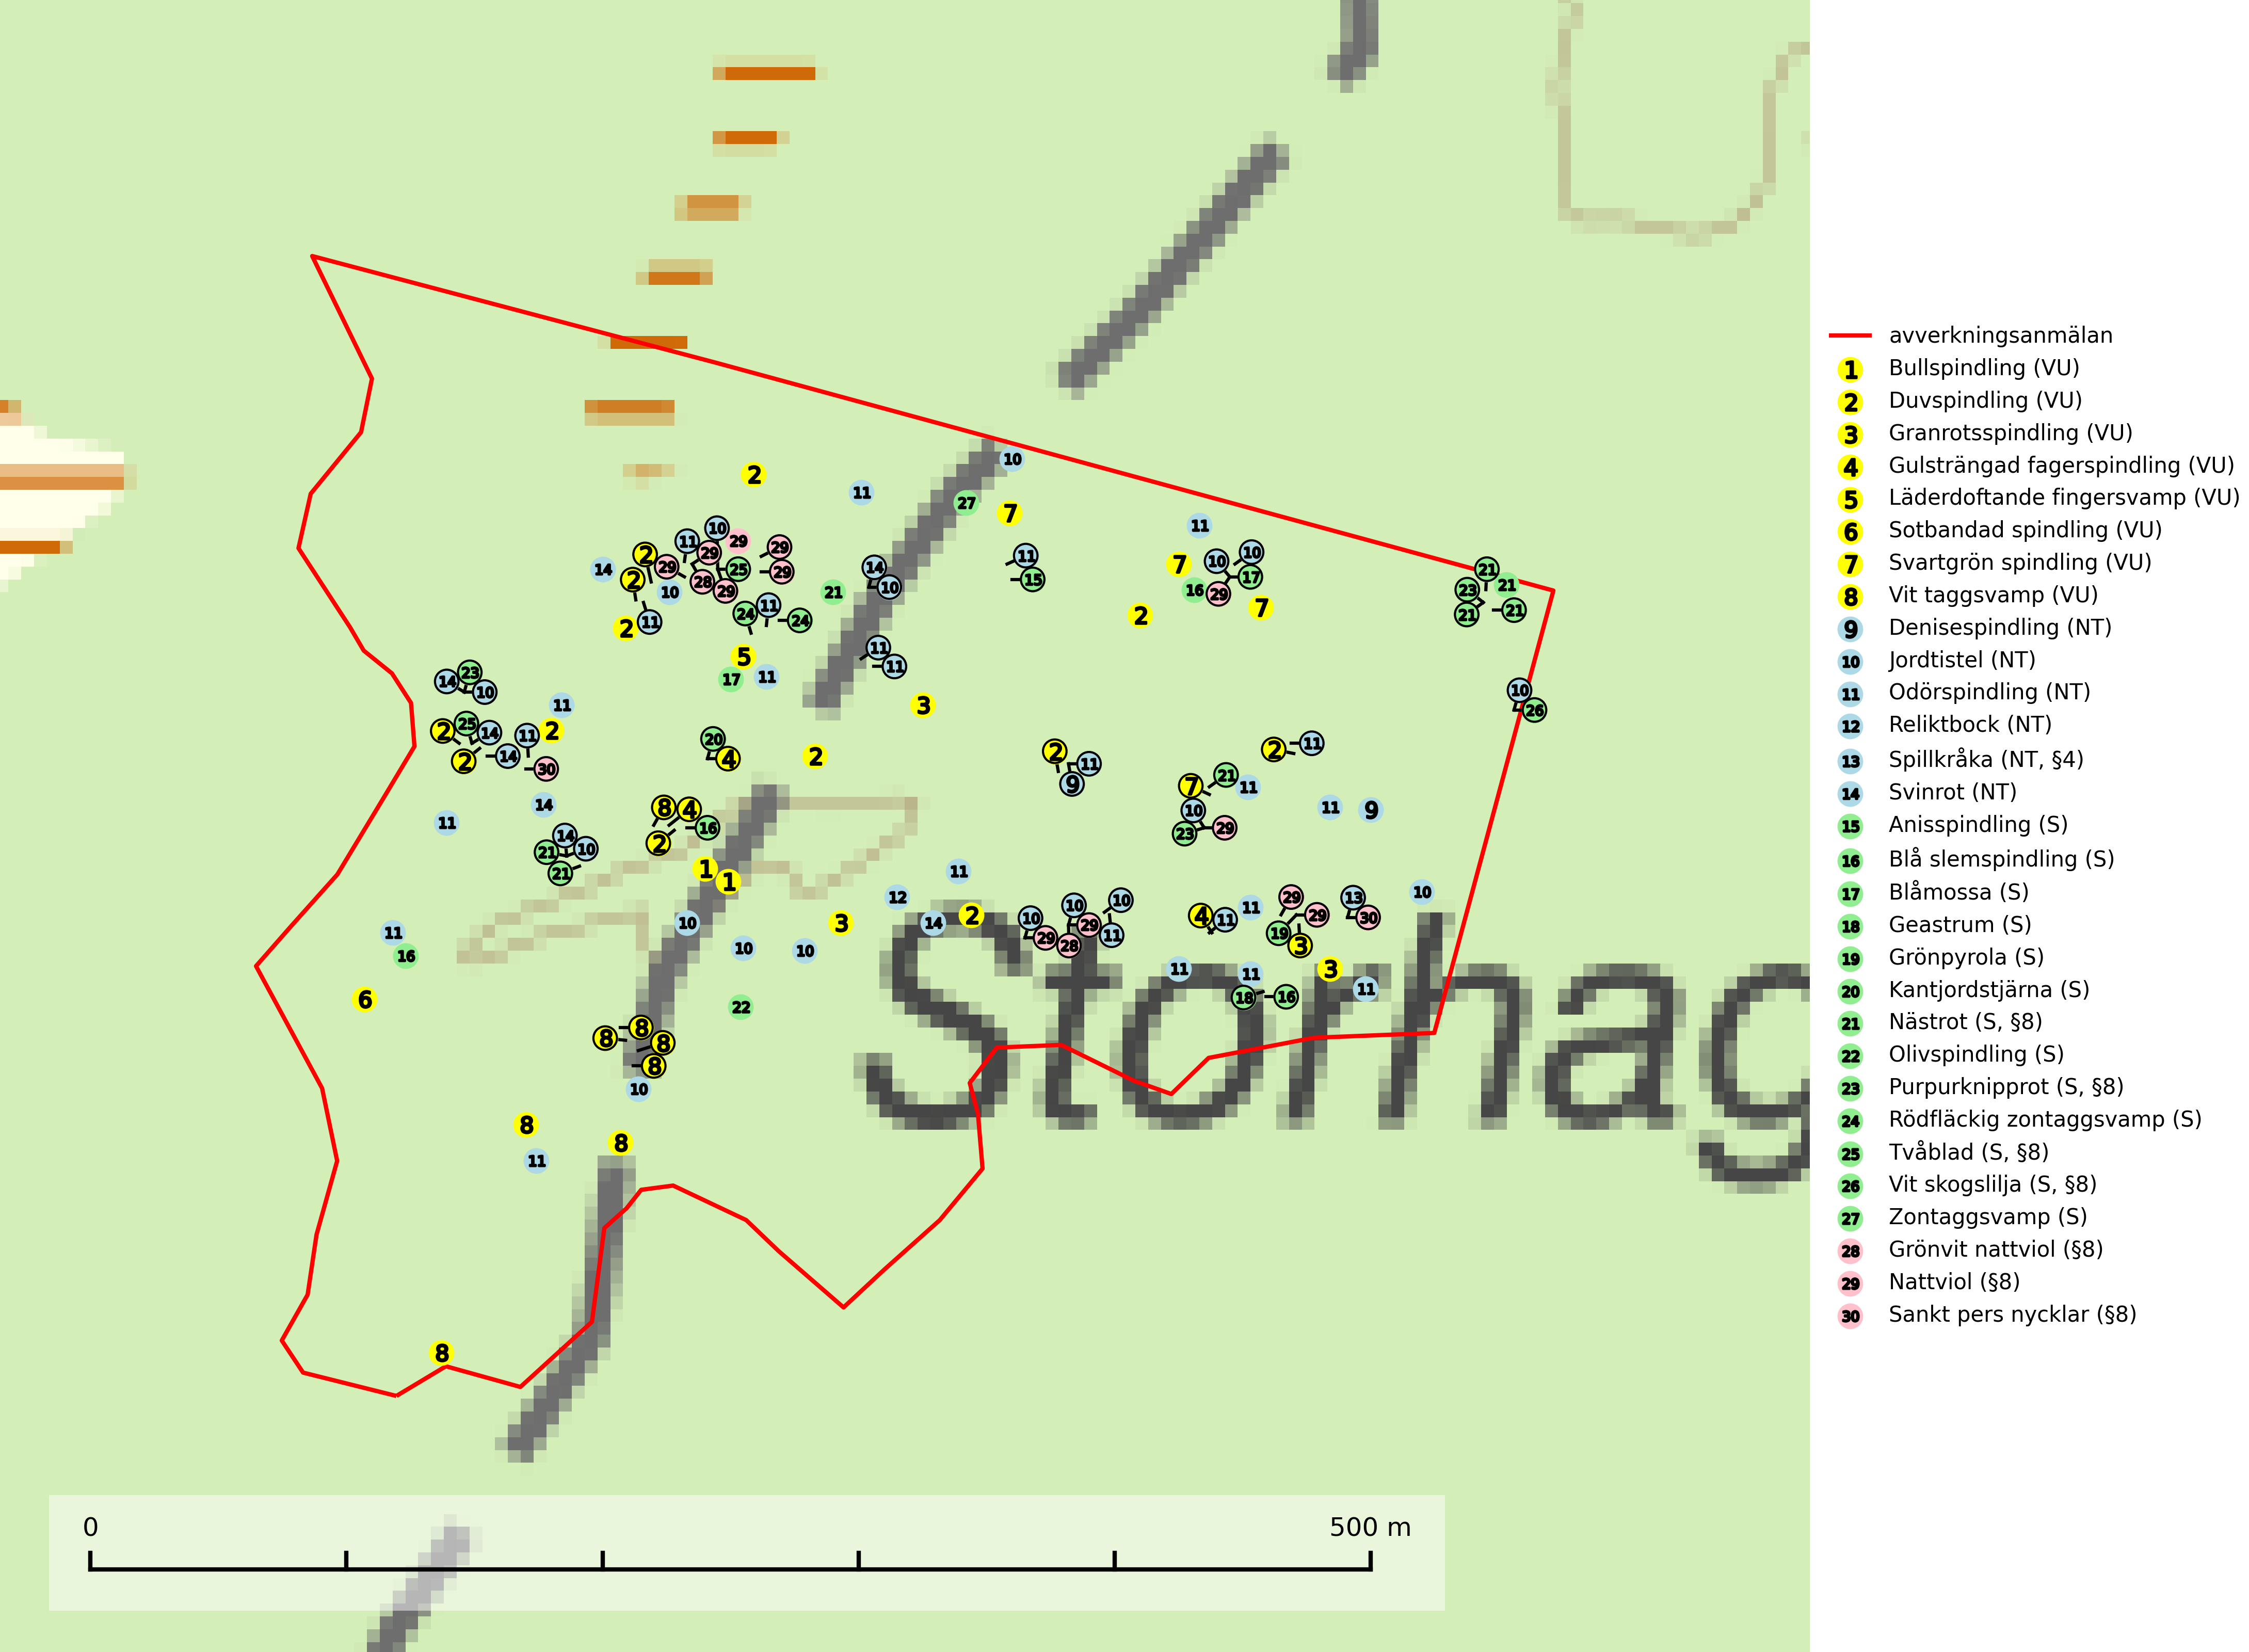 avverkningsanmälan
1 Bullspindling (VU)
2 Duvspindling (VU)
3 Granrotsspindling (VU)
4 Gulsträngad fagerspindling (VU)
5 Läderdoftande fingersvamp (VU)
6 Sotbandad spindling (VU)
7 Svartgrön spindling (VU)
8 Vit taggsvamp (VU)
9 Denisespindling (NT)
10 Jordtistel (NT)
11 Odörspindling (NT)
12 Reliktbock (NT)
13 Spillkråka (NT, §4)
14 Svinrot (NT)
15 Anisspindling (S)
16 Blå slemspindling (S)
17 Blåmossa (S)
18 Geastrum (S)
19 Grönpyrola (S)
20 Kantjordstjärna (S)
21 Nästrot (S, §8)
22 Olivspindling (S)
23 Purpurknipprot (S, §8)
24 Rödfläckig zontaggsvamp (S)
25 Tvåblad (S, §8)
26 Vit skogslilja (S, §8)
27 Zontaggsvamp (S)
28 Grönvit nattviol (§8)
29 Nattviol (§8)
30 Sankt pers nycklar (§8)
Storhag
0 500 m